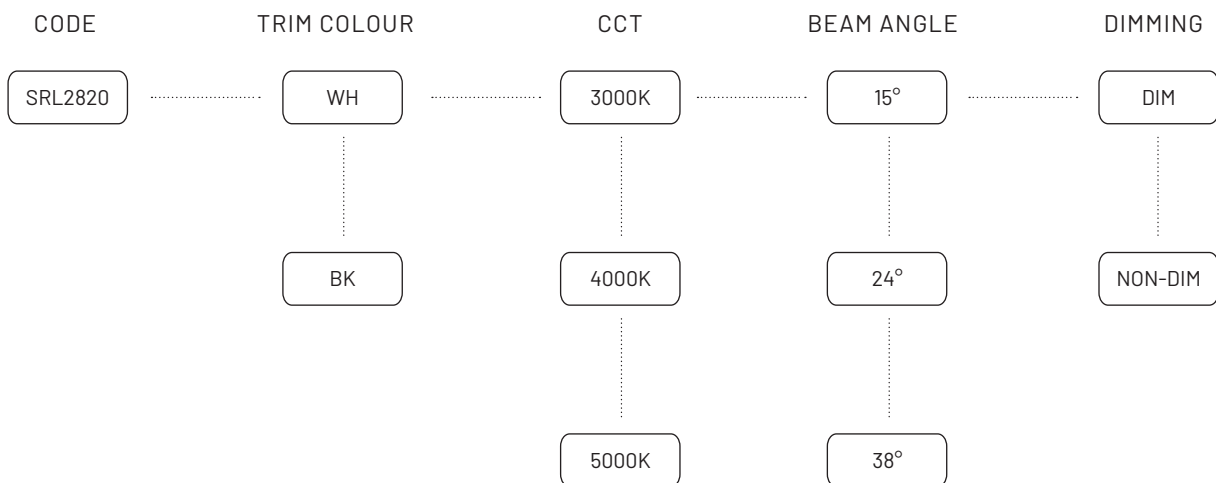 CODE TRIM COLOUR CCT BEAM ANGLE DIMMING
SRL2820 WH 3000K 15° DIM
BK 4000K 24° NON-DIM
5000K 38°